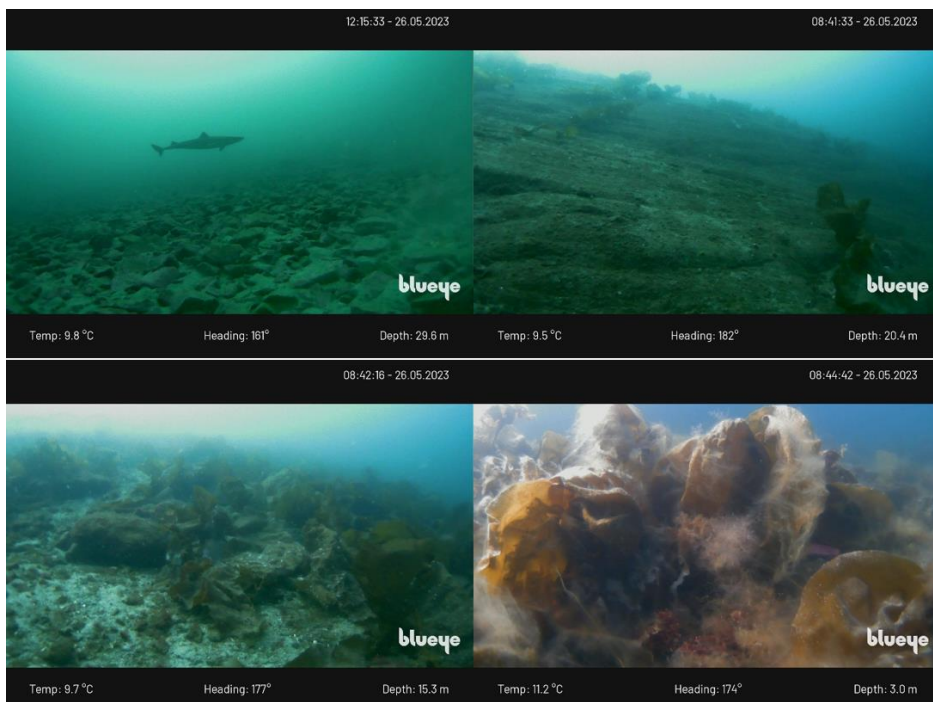 12:15:33 - 26.05.2023
blueye
Temp: 9.8 °C Heading: 161° Depth: 29.6 m
08:41:33 - 26.05.2023
blueye
Temp: 9.5 °C Heading: 182° Depth: 20.4 m
08:42:16 - 26.05.2023
blueye
Temp: 9.7 °C Heading: 177° Depth: 15.3 m
08:44:42 - 26.05.2023
blueye
Temp: 11.2 °C Heading: 174° Depth: 3.0 m